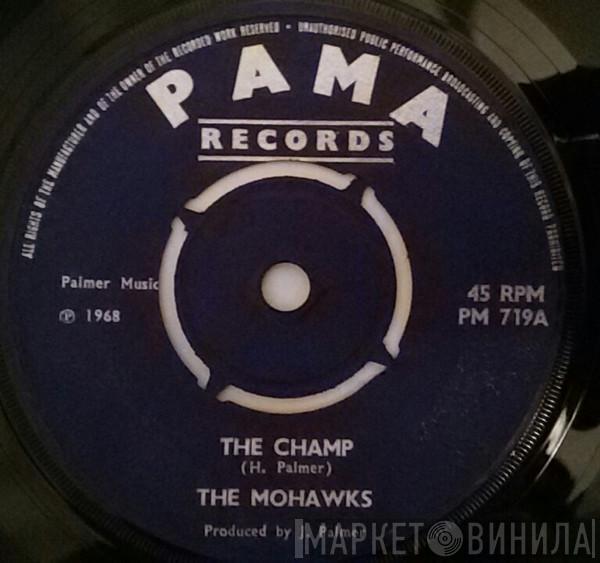 ALL RIGHTS OF THE MANUFACTURER AND OF THE OWNER OF THE RECORDED WORK RESERVED • UNAUTHORISED PUBLIC PERFORMANCE BROADCASTING AND COPYING OF THIS RECORD PROHIBITED
PAMA
RECORDS
Palmer Music
℗ 1968
45 RPM
PM 719A
THE CHAMP
(H. Palmer)
THE MOHAWKS
Produced by J. Palmer
МАРКЕТ ВИНИЛА